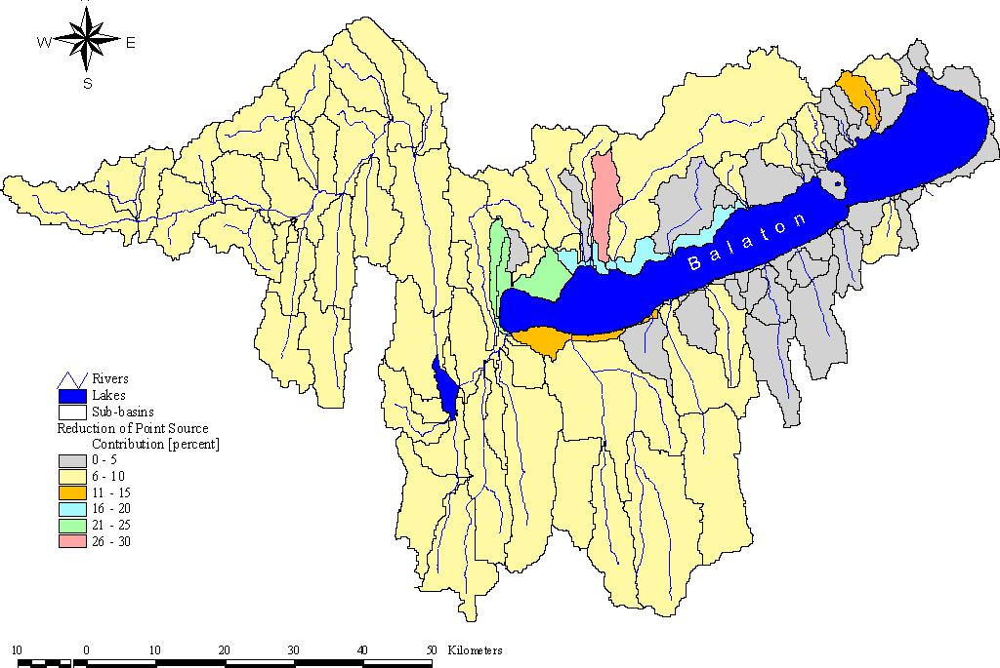 W E
S
Balaton
Rivers
Lakes
Sub-basins
Reduction of Point Source
Contribution [percent]
0 - 5
6 - 10
11 - 15
16 - 20
21 - 25
26 - 30
10 0 10 20 30 40 50 Kilometers